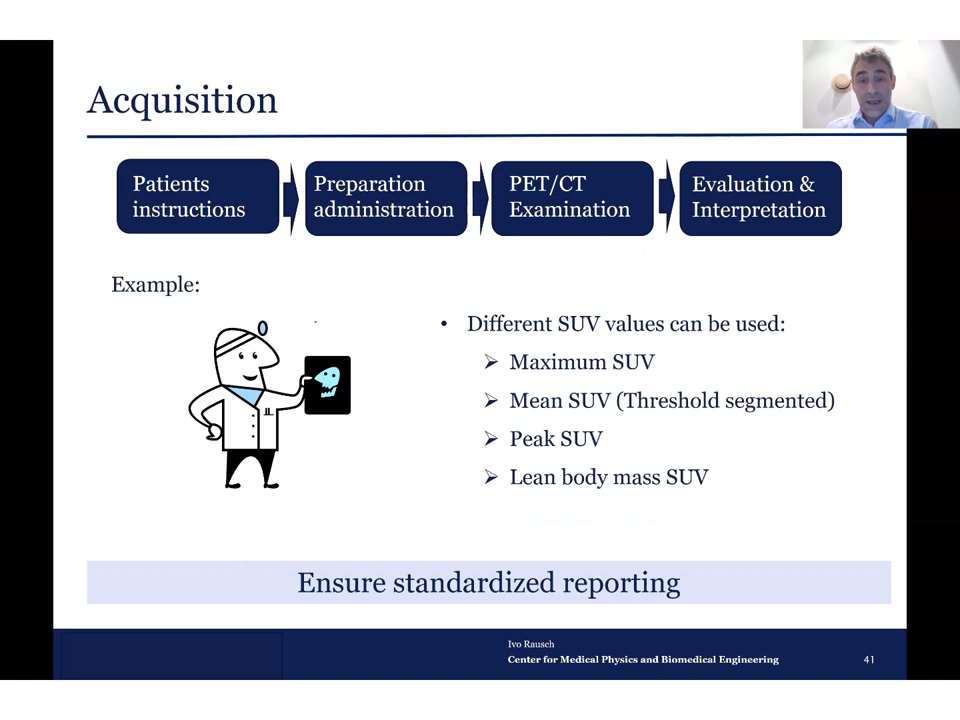 Acquisition
Patients
instructions
Preparation
administration
PET/CT
Examination
Evaluation &
Interpretation
Example:
• Different SUV values can be used:
➢ Maximum SUV
➢ Mean SUV (Threshold segmented)
➢ Peak SUV
➢ Lean body mass SUV
Ensure standardized reporting
Ivo Rausch
Center for Medical Physics and Biomedical Engineering
41